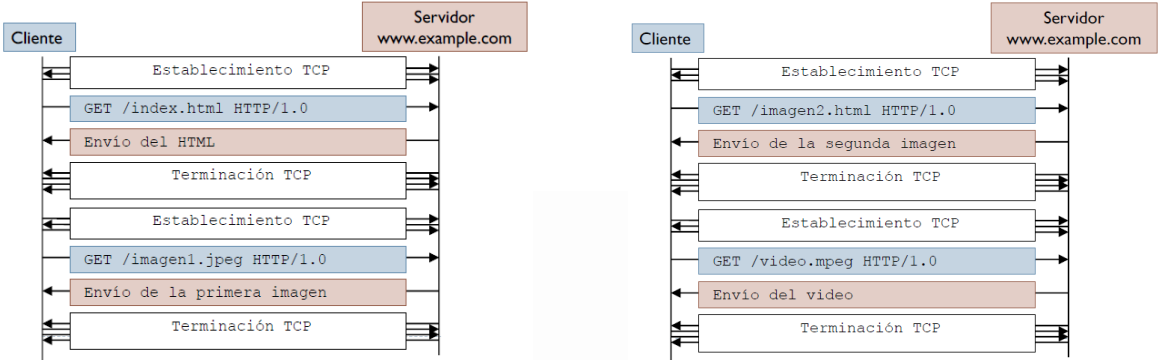 Cliente
Servidor
www.example.com
Establecimiento TCP
GET /index.html HTTP/1.0
Envío del HTML
Terminación TCP
Establecimiento TCP
GET /imagen1.jpeg HTTP/1.0
Envío de la primera imagen
Terminación TCP
Cliente
Servidor
www.example.com
Establecimiento TCP
GET /imagen2.html HTTP/1.0
Envío de la segunda imagen
Terminación TCP
Establecimiento TCP
GET /video.mpeg HTTP/1.0
Envío del video
Terminación TCP